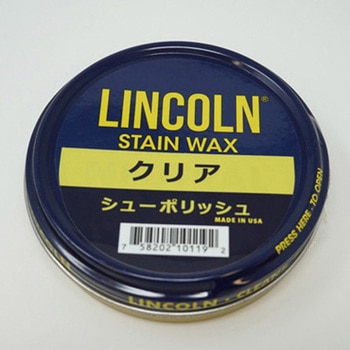 LINCOLN®
STAIN WAX
クリア
シューポリッシュ
MADE IN USA
7 58202 10119 2
PRESS HERE - TO OPEN
LINCOLN